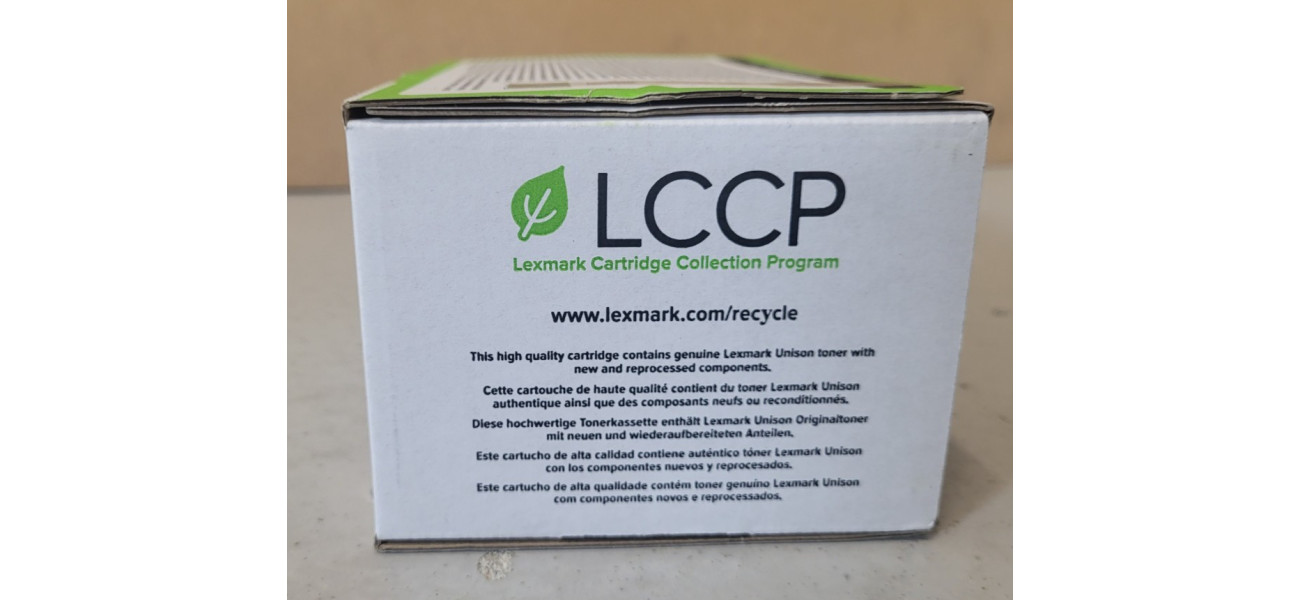 LCCP
Lexmark Cartridge Collection Program
www.lexmark.com/recycle
This high quality cartridge contains genuine Lexmark Unison toner with
new and reprocessed components.
Cette cartouche de haute qualité contient du toner Lexmark Unison
authentique ainsi que des composants neufs ou reconditionnés.
Diese hochwertige Tonerkassette enthält Lexmark Unison Originaltoner
mit neuen und wiederaufbereiteten Anteilen.
Este cartucho de alta calidad contiene auténtico tóner Lexmark Unison
con los componentes nuevos y reprocesados.
Este cartucho de alta qualidade contém toner genuíno Lexmark Unison
com componentes novos e reprocessados.